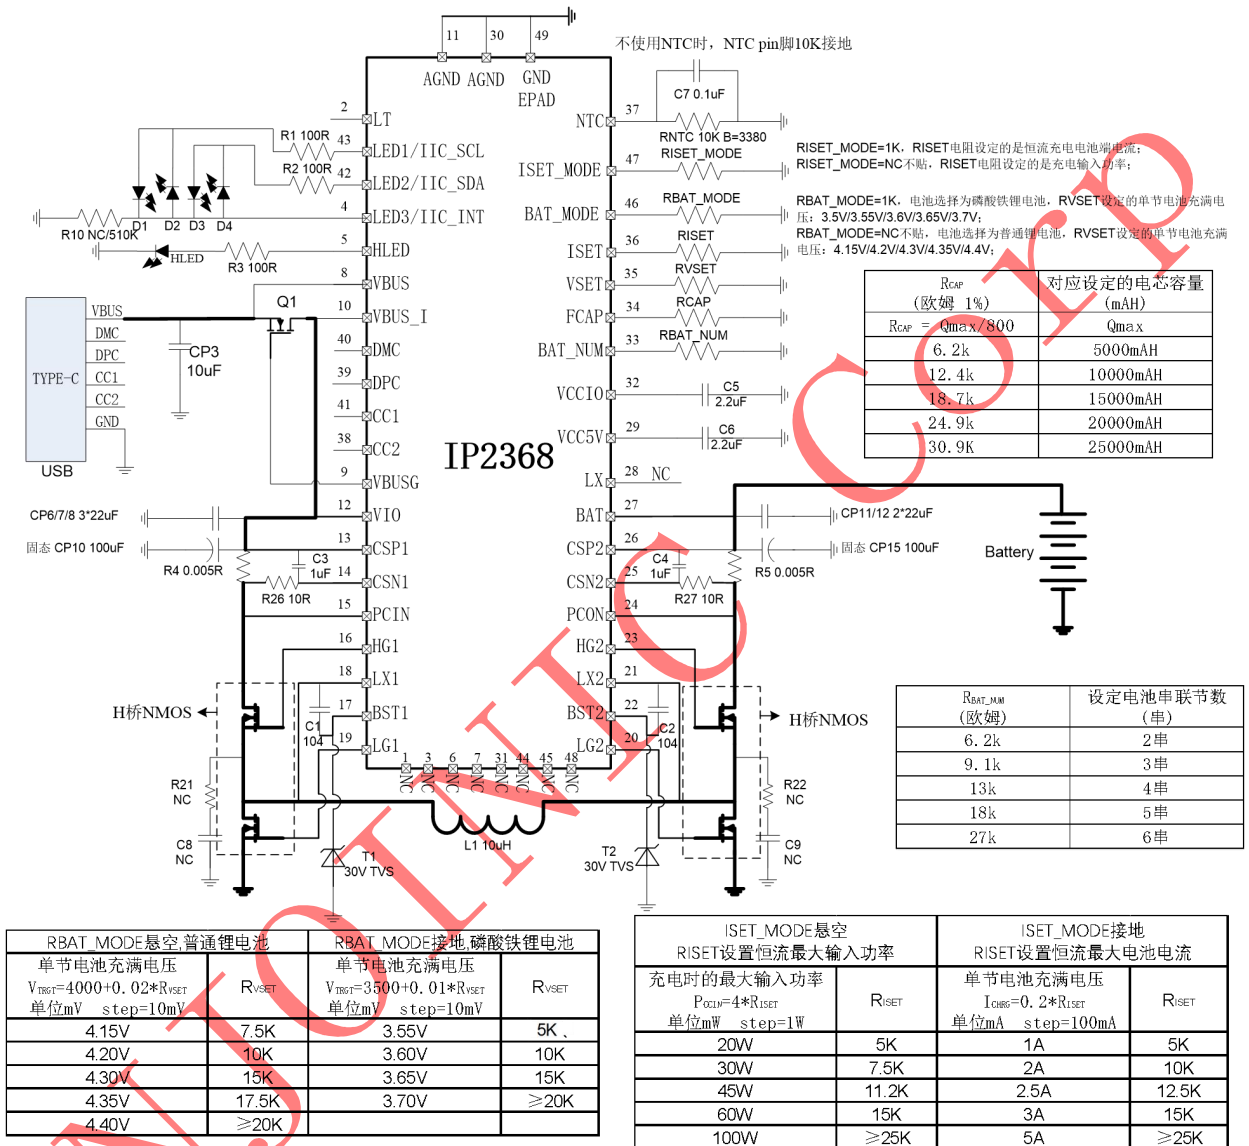 11
30
49
AGND
AGND
GND
EPAD
不使用NTC时，NTC pin脚10K接地
2
LT
R1 100R
43
LED1/IIC_SCL
R2 100R
42
LED2/IIC_SDA
4
LED3/IIC_INT
D1
D2
D3
D4
R10 NC/510K
5
HLED
HLED
R3 100R
8
VBUS
Q1
10
VBUS_I
40
DMC
39
DPC
41
CC1
38
CC2
9
VBUSG
12
VIO
13
CSP1
14
CSN1
15
PCIN
16
HG1
18
LX1
17
BST1
19
LG1
TYPE-C
VBUS
DMC
DPC
CC1
CC2
GND
USB
CP3
10uF
CP6/7/8 3*22uF
固态 CP10 100uF
R4 0.005R
C3
1uF
R26 10R
IP2368
C7 0.1uF
37
NTC
RNTC 10K B=3380
47
ISET_MODE
RISET_MODE
46
BAT_MODE
RBAT_MODE
36
ISET
RISET
35
VSET
RVSET
34
FCAP
RCAP
33
BAT_NUM
RBAT_NUM
32
VCCIO
C5
2.2uF
29
VCC5V
C6
2.2uF
28
LX
NC
27
BAT
CP11/12 2*22uF
26
CSP2
固态 CP15 100uF
C4
1uF
25
CSN2
R27 10R
R5 0.005R
24
PCON
23
HG2
21
LX2
22
BST2
20
LG2
Battery
RISET_MODE=1K，RISET电阻设定的是恒流充电电池端电流;
RISET_MODE=NC不贴，RISET电阻设定的是充电输入功率;
RBAT_MODE=1K，电池选择为磷酸铁锂电池，RVSET设定的单节电池充满电
压：3.5V/3.55V/3.6V/3.65V/3.7V;
RBAT_MODE=NC不贴，电池选择为普通锂电池，RVSET设定的单节电池充满
电压：4.15V/4.2V/4.3V/4.35V/4.4V;
RCAP
(欧姆 1%)
对应设定的电芯容量
(mAH)
RCAP = Qmax/800
Qmax
6.2k
5000mAH
12.4k
10000mAH
18.7k
15000mAH
24.9k
20000mAH
30.9K
25000mAH
H桥NMOS
H桥NMOS
C1
104
C2
104
1
3
6
7
31
44
45
48
NC
NC
NC
NC
NC
NC
NC
NC
R21
NC
C8
NC
R22
NC
C9
NC
T1
30V TVS
L1 10uH
T2
30V TVS
RBAT_NUM
(欧姆)
设定电池串联节数
(串)
6.2k
2串
9.1k
3串
13k
4串
18k
5串
27k
6串
RBAT_MODE悬空,普通锂电池
RBAT_MODE接地,磷酸铁锂电池
单节电池充满电压
VTRGT=4000+0.02*RVSET
单位mV step=10mV
RVSET
单节电池充满电压
VTRGT=3500+0.01*RVSET
单位mV step=10mV
RVSET
4.15V
7.5K
3.55V
5K、
4.20V
10K
3.60V
10K
4.30V
15K
3.65V
15K
4.35V
17.5K
3.70V
≥20K
4.40V
≥20K
ISET_MODE悬空
RISET设置恒流最大输入功率
ISET_MODE接地
RISET设置恒流最大电池电流
充电时的最大输入功率
PCCIN=4*RISET
单位mW step=1W
RISET
单节电池充满电压
ICHRG=0.2*RISET
单位mA step=100mA
RISET
20W
5K
1A
5K
30W
7.5K
2A
10K
45W
11.2K
2.5A
12.5K
60W
15K
3A
15K
100W
≥25K
5A
≥25K
NJOINIC Corp